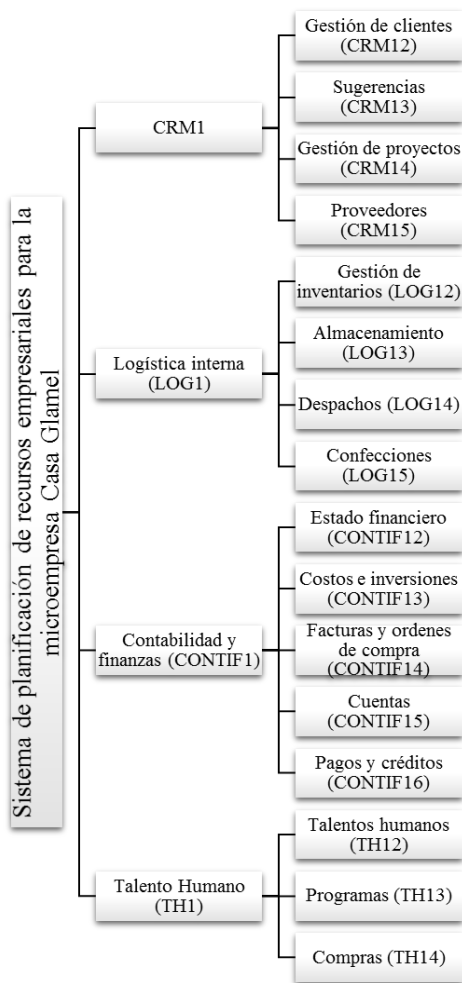 Sistema de planificación de recursos empresariales para la
microempresa Casa Glamel
CRM1
Gestión de clientes
(CRM12)
Sugerencias
(CRM13)
Gestión de proyectos
(CRM14)
Proveedores
(CRM15)
Logística interna
(LOG1)
Gestión de
inventarios (LOG12)
Almacenamiento
(LOG13)
Despachos (LOG14)
Confecciones
(LOG15)
Contabilidad y
finanzas (CONTIF1)
Estado financiero
(CONTIF12)
Costos e inversiones
(CONTIF13)
Facturas y ordenes
de compra
(CONTIF14)
Cuentas
(CONTIF15)
Pagos y créditos
(CONTIF16)
Talento Humano
(TH1)
Talentos humanos
(TH12)
Programas (TH13)
Compras (TH14)